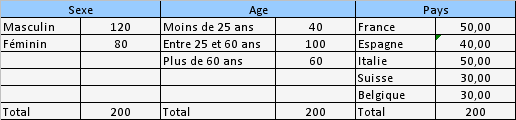 Sexe Age Pays
Masculin 120 Moins de 25 ans 40 France 50,00
Féminin 80 Entre 25 et 60 ans 100 Espagne 40,00
Plus de 60 ans 60 Italie 50,00
Suisse 30,00
Belgique 30,00
Total 200 Total 200 Total 200